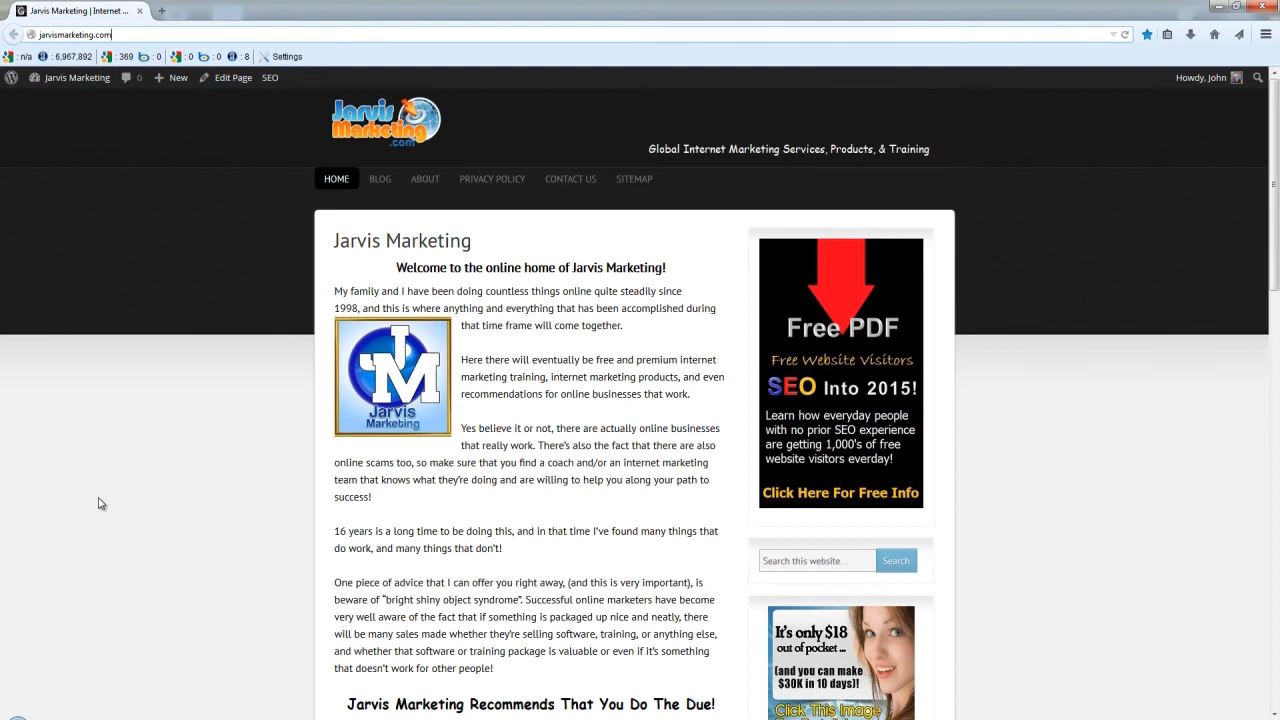 Jarvis Marketing | Internet ...
jarvismarketing.com
: n/a : 6,967,892 : 369 : 0 : 0 : 0 : 8 Settings
Jarvis Marketing 0 New Edit Page SEO Howdy, John
Jarvis
Marketing
.com
Global Internet Marketing Services, Products, & Training
HOME BLOG ABOUT PRIVACY POLICY CONTACT US SITEMAP
Jarvis Marketing
Welcome to the online home of Jarvis Marketing!
My family and I have been doing countless things online quite steadily since
1998, and this is where anything and everything that has been accomplished during
that time frame will come together.
Here there will eventually be free and premium internet
marketing training, internet marketing products, and even
recommendations for online businesses that work.
JM
Jarvis
Marketing
Yes believe it or not, there are actually online businesses
that really work. There's also the fact that there are also
online scams too, so make sure that you find a coach and/or an internet marketing
team that knows what they're doing and are willing to help you along your path to
success!
16 years is a long time to be doing this, and in that time I've found many things that
do work, and many things that don't!
One piece of advice that I can offer you right away, (and this is very important), is
beware of "bright shiny object syndrome". Successful online marketers have become
very well aware of the fact that if something is packaged up nice and neatly, there
will be many sales made whether they're selling software, training, or anything else,
and whether that software or training package is valuable or even if it's something
that doesn't work for other people!
Jarvis Marketing Recommends That You Do The Due!
Free PDF
Free Website Visitors
SEO Into 2015!
Learn how everyday people
with no prior SEO experience
are getting 1,000's of free
website visitors everday!
Click Here For Free Info
Search this website... Search
It's only $18
out of pocket ...
(and you can make
$30K in 10 days)!
Click This Image